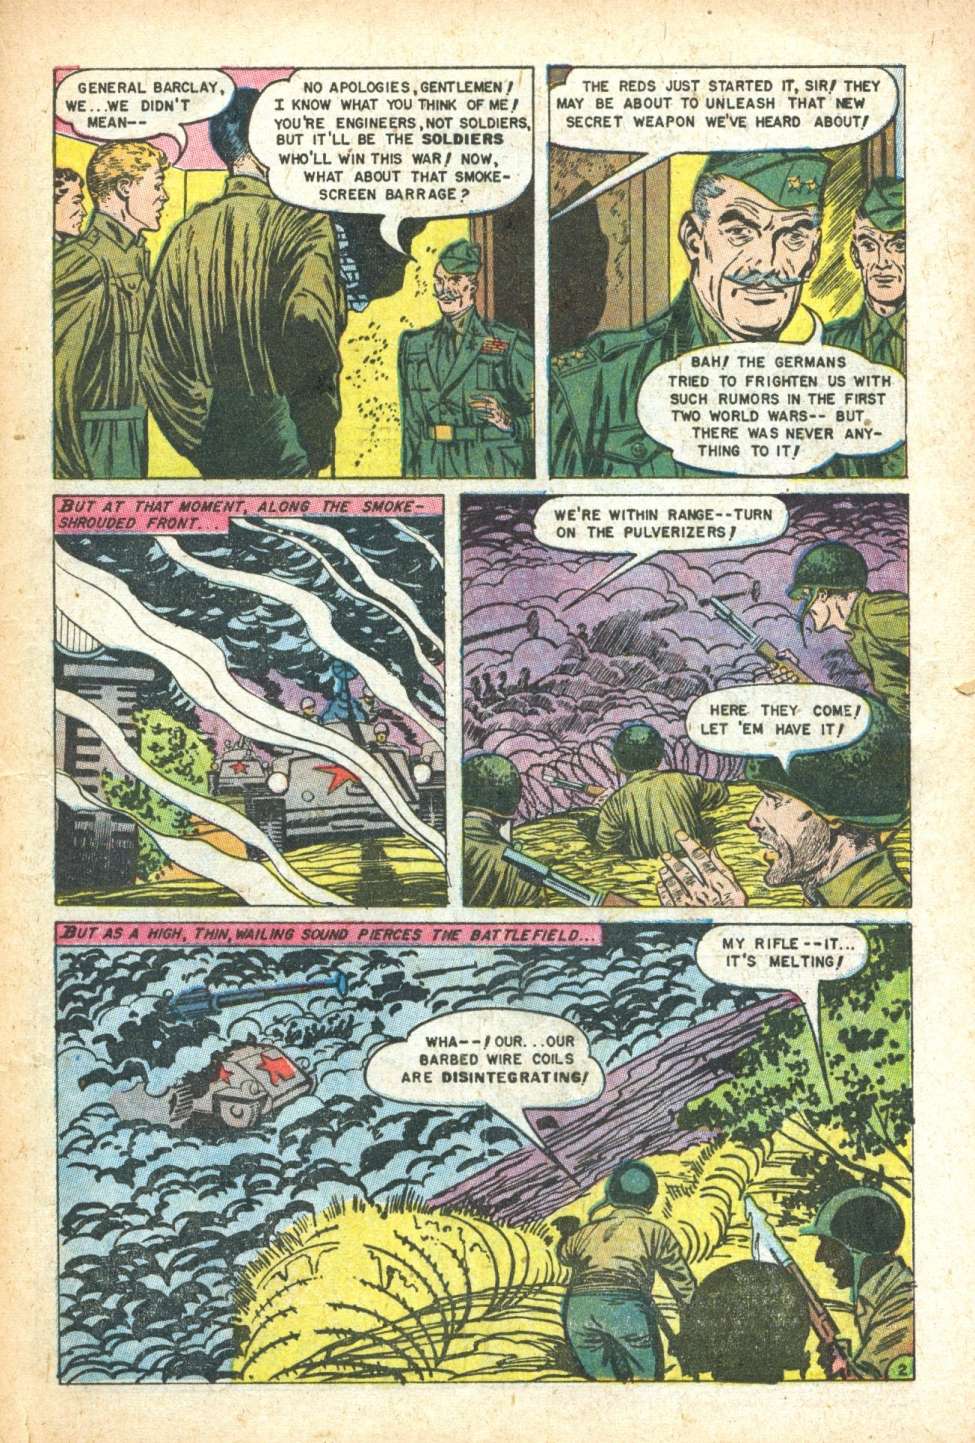 GENERAL BARCLAY,
WE...WE DIDN'T
MEAN--
NO APOLOGIES, GENTLEMEN!
I KNOW WHAT YOU THINK OF ME!
YOU'RE ENGINEERS, NOT SOLDIERS,
BUT IT'LL BE THE SOLDIERS
WHO'LL WIN THIS WAR! NOW,
WHAT ABOUT THAT SMOKE-
SCREEN BARRAGE?
THE REDS JUST STARTED IT, SIR! THEY
MAY BE ABOUT TO UNLEASH THAT NEW
SECRET WEAPON WE'VE HEARD ABOUT!
BAH! THE GERMANS
TRIED TO FRIGHTEN US WITH
SUCH RUMORS IN THE FIRST
TWO WORLD WARS-- BUT
THERE WAS NEVER ANY-
THING TO IT!
BUT AT THAT MOMENT, ALONG THE SMOKE-
SHROUDED FRONT...
WE'RE WITHIN RANGE--TURN
ON THE PULVERIZERS!
HERE THEY COME!
LET 'EM HAVE IT!
BUT AS A HIGH, THIN, WAILING SOUND PIERCES THE BATTLEFIELD...
MY RIFLE--IT...
IT'S MELTING!
WHA--! OUR...OUR
BARBED WIRE COILS
ARE DISINTEGRATING!
2